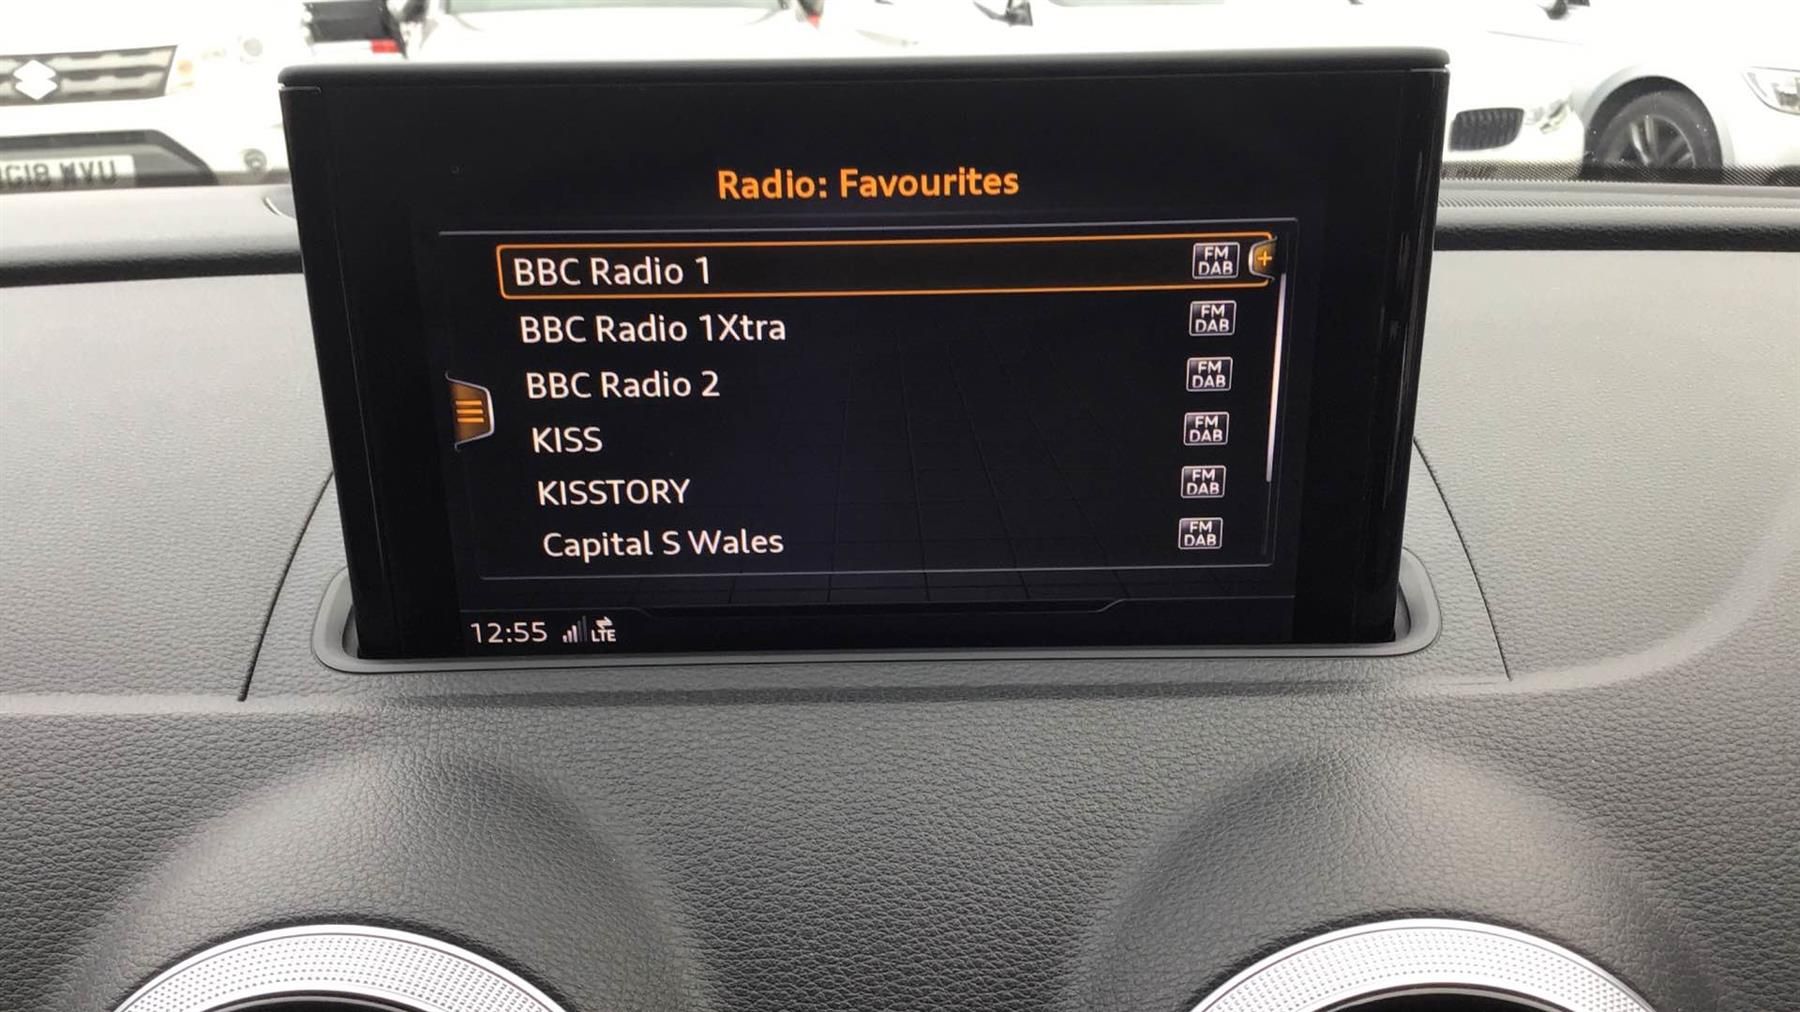 Radio: Favourites
BBC Radio 1 FM DAB +
BBC Radio 1Xtra FM DAB
BBC Radio 2 FM DAB
KISS FM DAB
KISSTORY FM DAB
Capital S Wales FM DAB
12:55 LTE